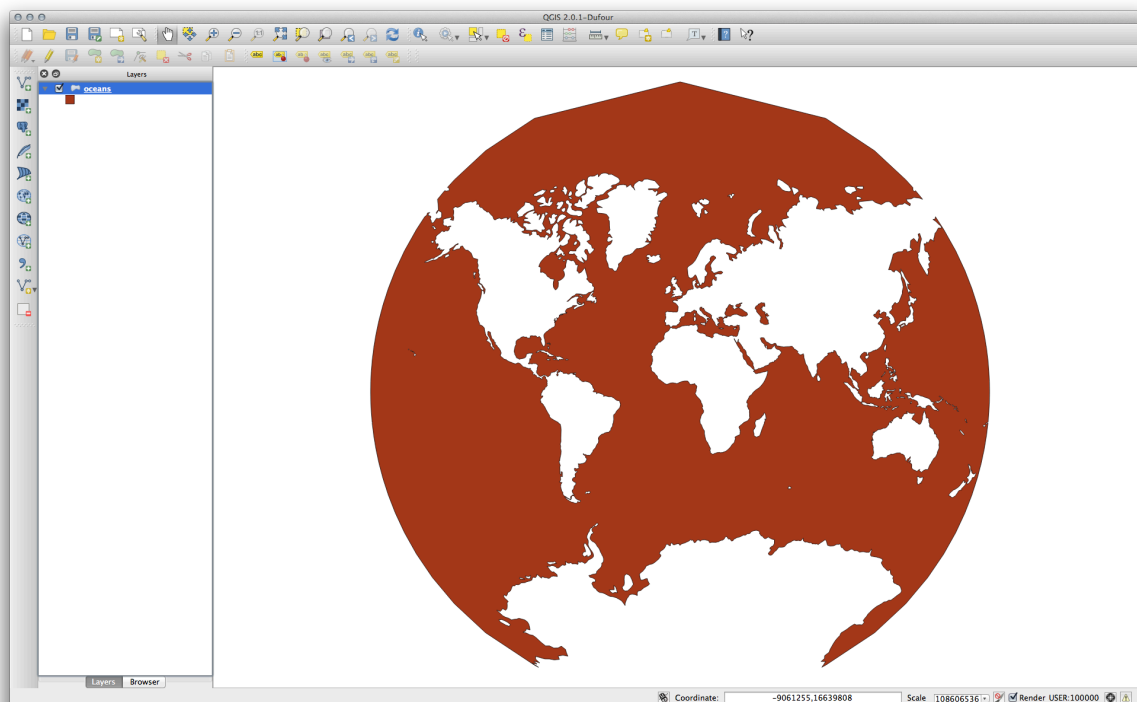 QGIS 2.0.1-Dufour
Layers
oceans
Layers Browser
Coordinate: -9061255,16639808 Scale 108606536 Render USER:100000